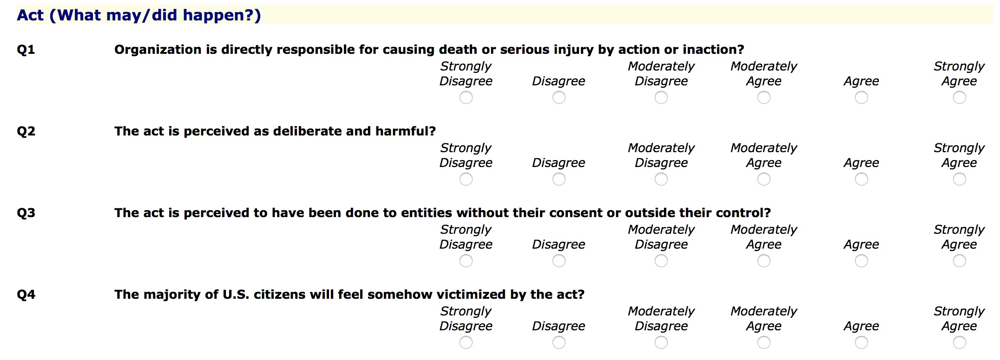 Act (What may/did happen?)
Q1 Organization is directly responsible for causing death or serious injury by action or inaction?
Strongly Moderately Moderately Strongly
Disagree Disagree Disagree Agree Agree Agree
Q2 The act is perceived as deliberate and harmful?
Strongly Moderately Moderately Strongly
Disagree Disagree Disagree Agree Agree Agree
Q3 The act is perceived to have been done to entities without their consent or outside their control?
Strongly Moderately Moderately Strongly
Disagree Disagree Disagree Agree Agree Agree
Q4 The majority of U.S. citizens will feel somehow victimized by the act?
Strongly Moderately Moderately Strongly
Disagree Disagree Disagree Agree Agree Agree